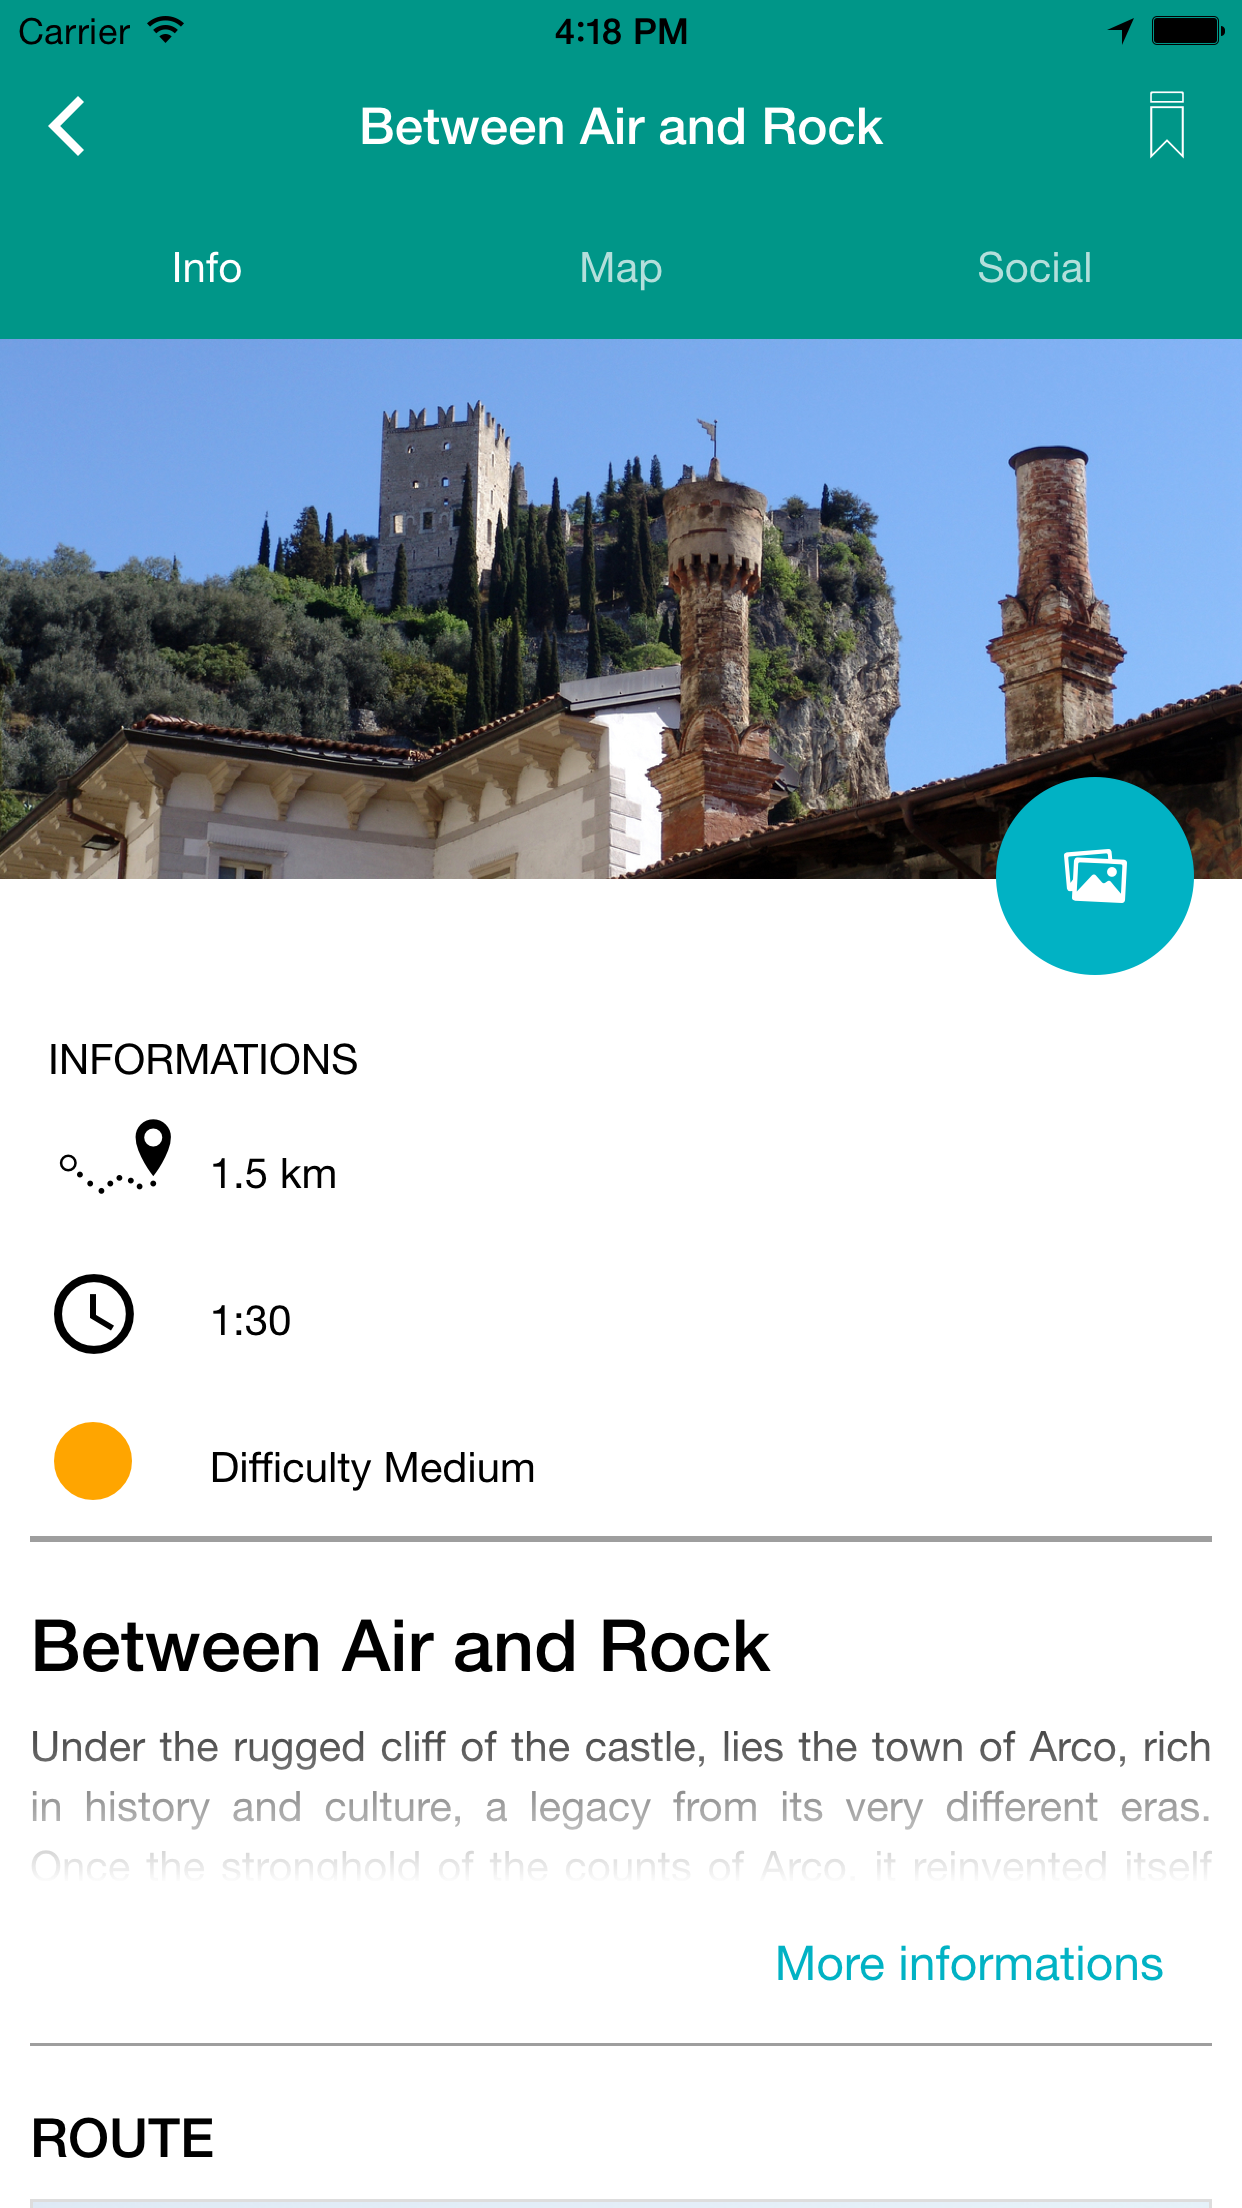 Carrier 4:18 PM
Between Air and Rock
Info Map Social
INFORMATIONS
1.5 km
1:30
Difficulty Medium
Between Air and Rock
Under the rugged cliff of the castle, lies the town of Arco, rich
in history and culture, a legacy from its very different eras.
Once the stronghold of the counts of Arco, it reinvented itself
More informations
ROUTE